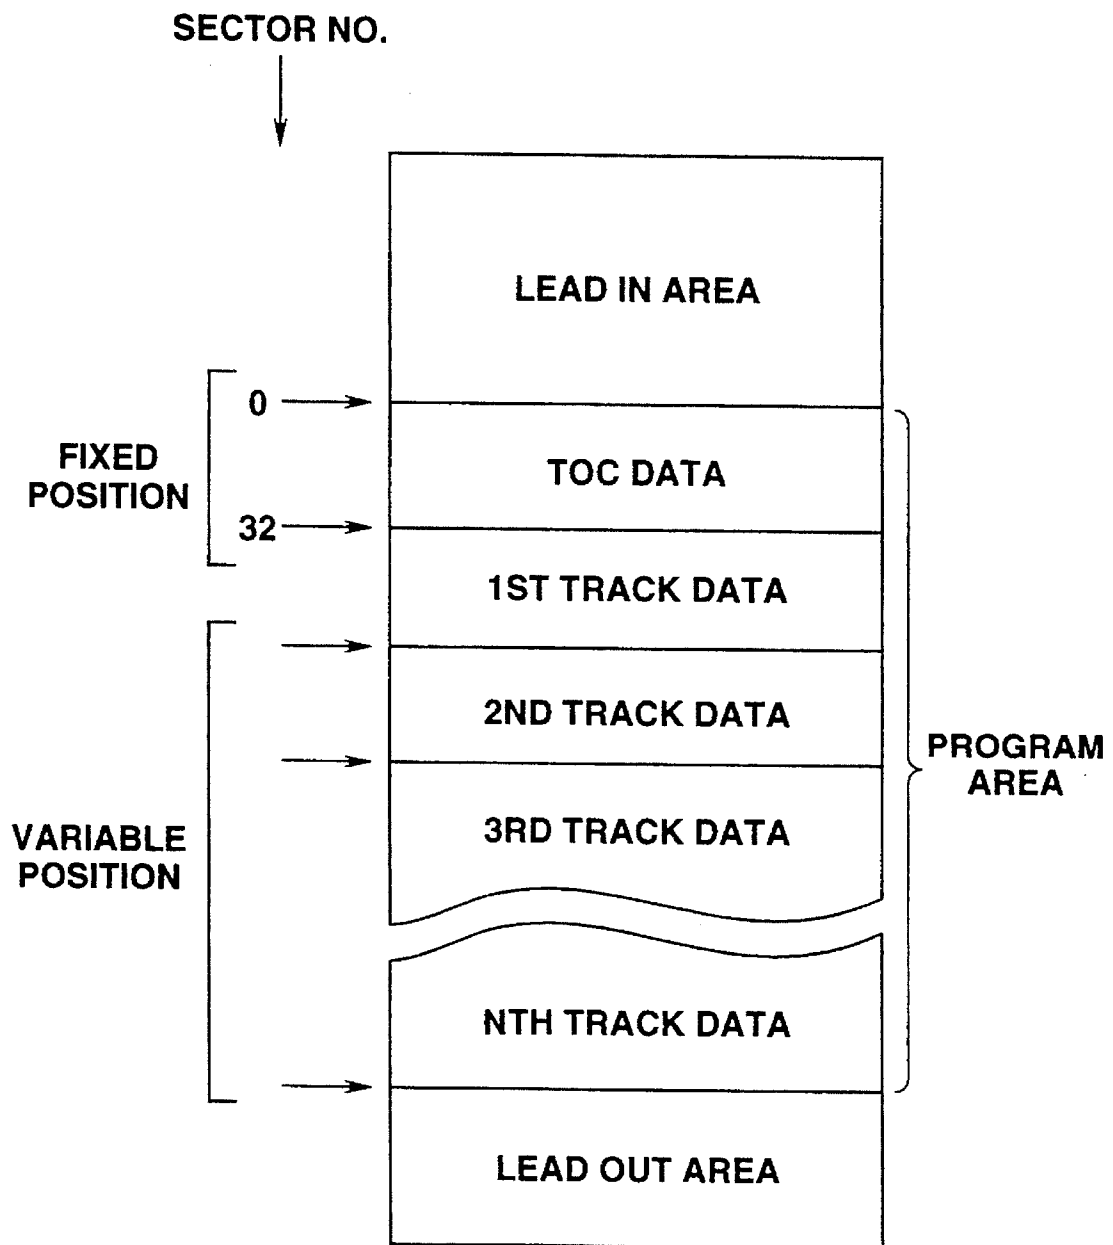 SECTOR NO.
LEAD IN AREA
0
FIXED
POSITION
TOC DATA
32
1ST TRACK DATA
2ND TRACK DATA
PROGRAM
AREA
VARIABLE
POSITION
3RD TRACK DATA
NTH TRACK DATA
LEAD OUT AREA